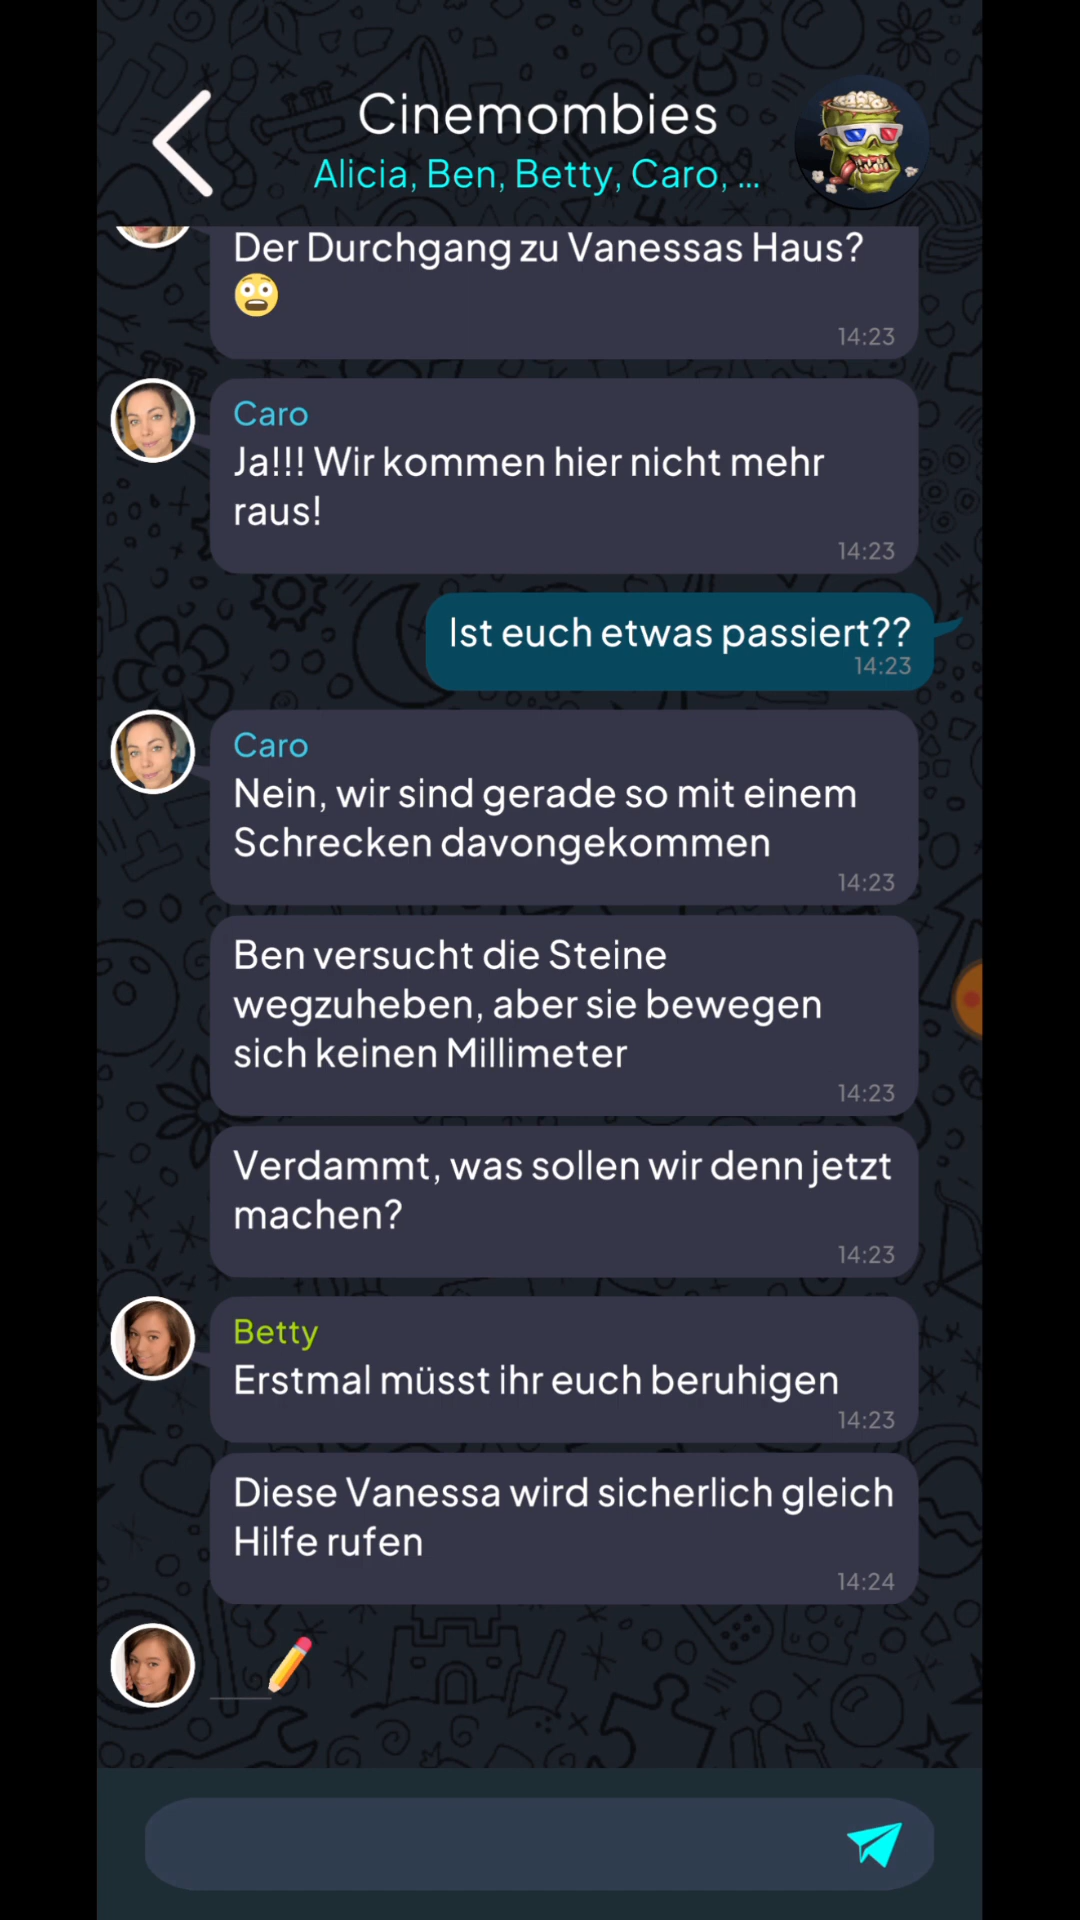 Cinemombies
Alicia, Ben, Betty, Caro, ...
Der Durchgang zu Vanessas Haus?
😨
14:23
Caro
Ja!!! Wir kommen hier nicht mehr
raus!
14:23
Ist euch etwas passiert??
14:23
Caro
Nein, wir sind gerade so mit einem
Schrecken davongekommen
14:23
Ben versucht die Steine
wegzuheben, aber sie bewegen
sich keinen Millimeter
14:23
Verdammt, was sollen wir denn jetzt
machen?
14:23
Betty
Erstmal müsst ihr euch beruhigen
14:23
Diese Vanessa wird sicherlich gleich
Hilfe rufen
14:24